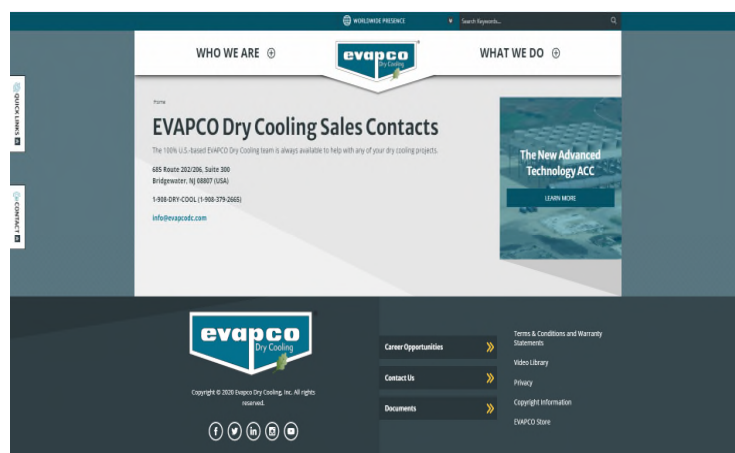 WORLDWIDE PRESENCE
Search Keywords...
WHO WE ARE
evapco
Dry Cooling
WHAT WE DO
QUICK LINKS
CONTACT
Home
EVAPCO Dry Cooling Sales Contacts
The 100% U.S.-based EVAPCO Dry Cooling team is always available to help with any of your dry cooling projects.
685 Route 202/206, Suite 300
Bridgewater, NJ 08807 (USA)
1-908-DRY-COOL (1-908-379-2665)
info@evapcodc.com
The New Advanced
Technology ACC
LEARN MORE
evapco
Dry Cooling
Copyright © 2020 Evapco Dry Cooling, Inc. All rights
reserved.
Career Opportunities
Contact Us
Documents
Terms & Conditions and Warranty
Statements
Video Library
Privacy
Copyright Information
EVAPCO Store